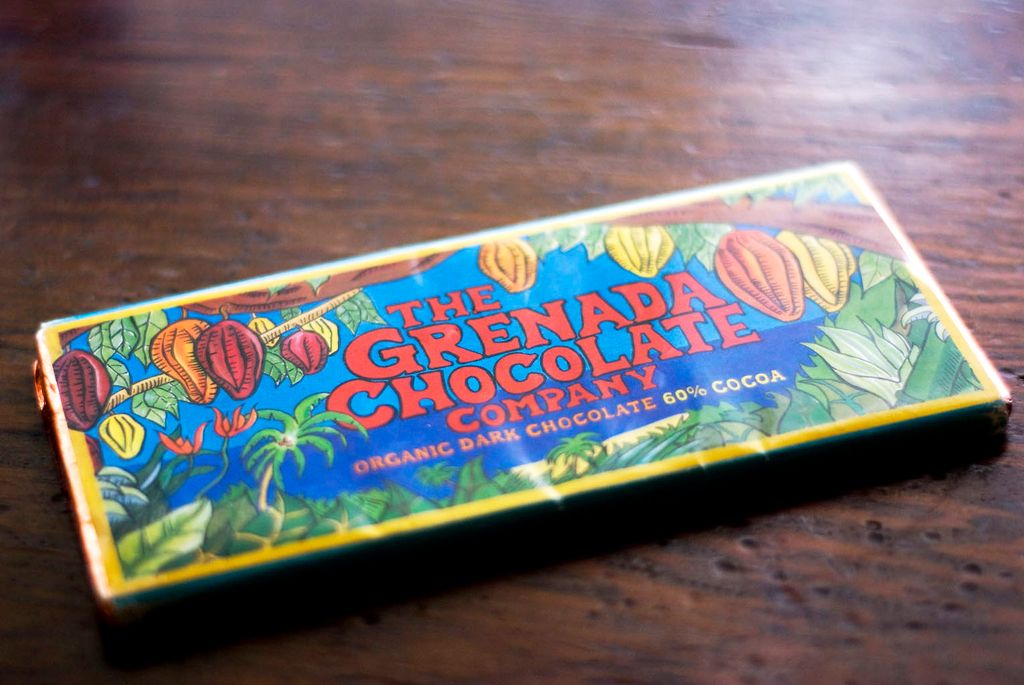 THE
GRENADA
CHOCOLATE
COMPANY
ORGANIC DARK CHOCOLATE 60% COCOA